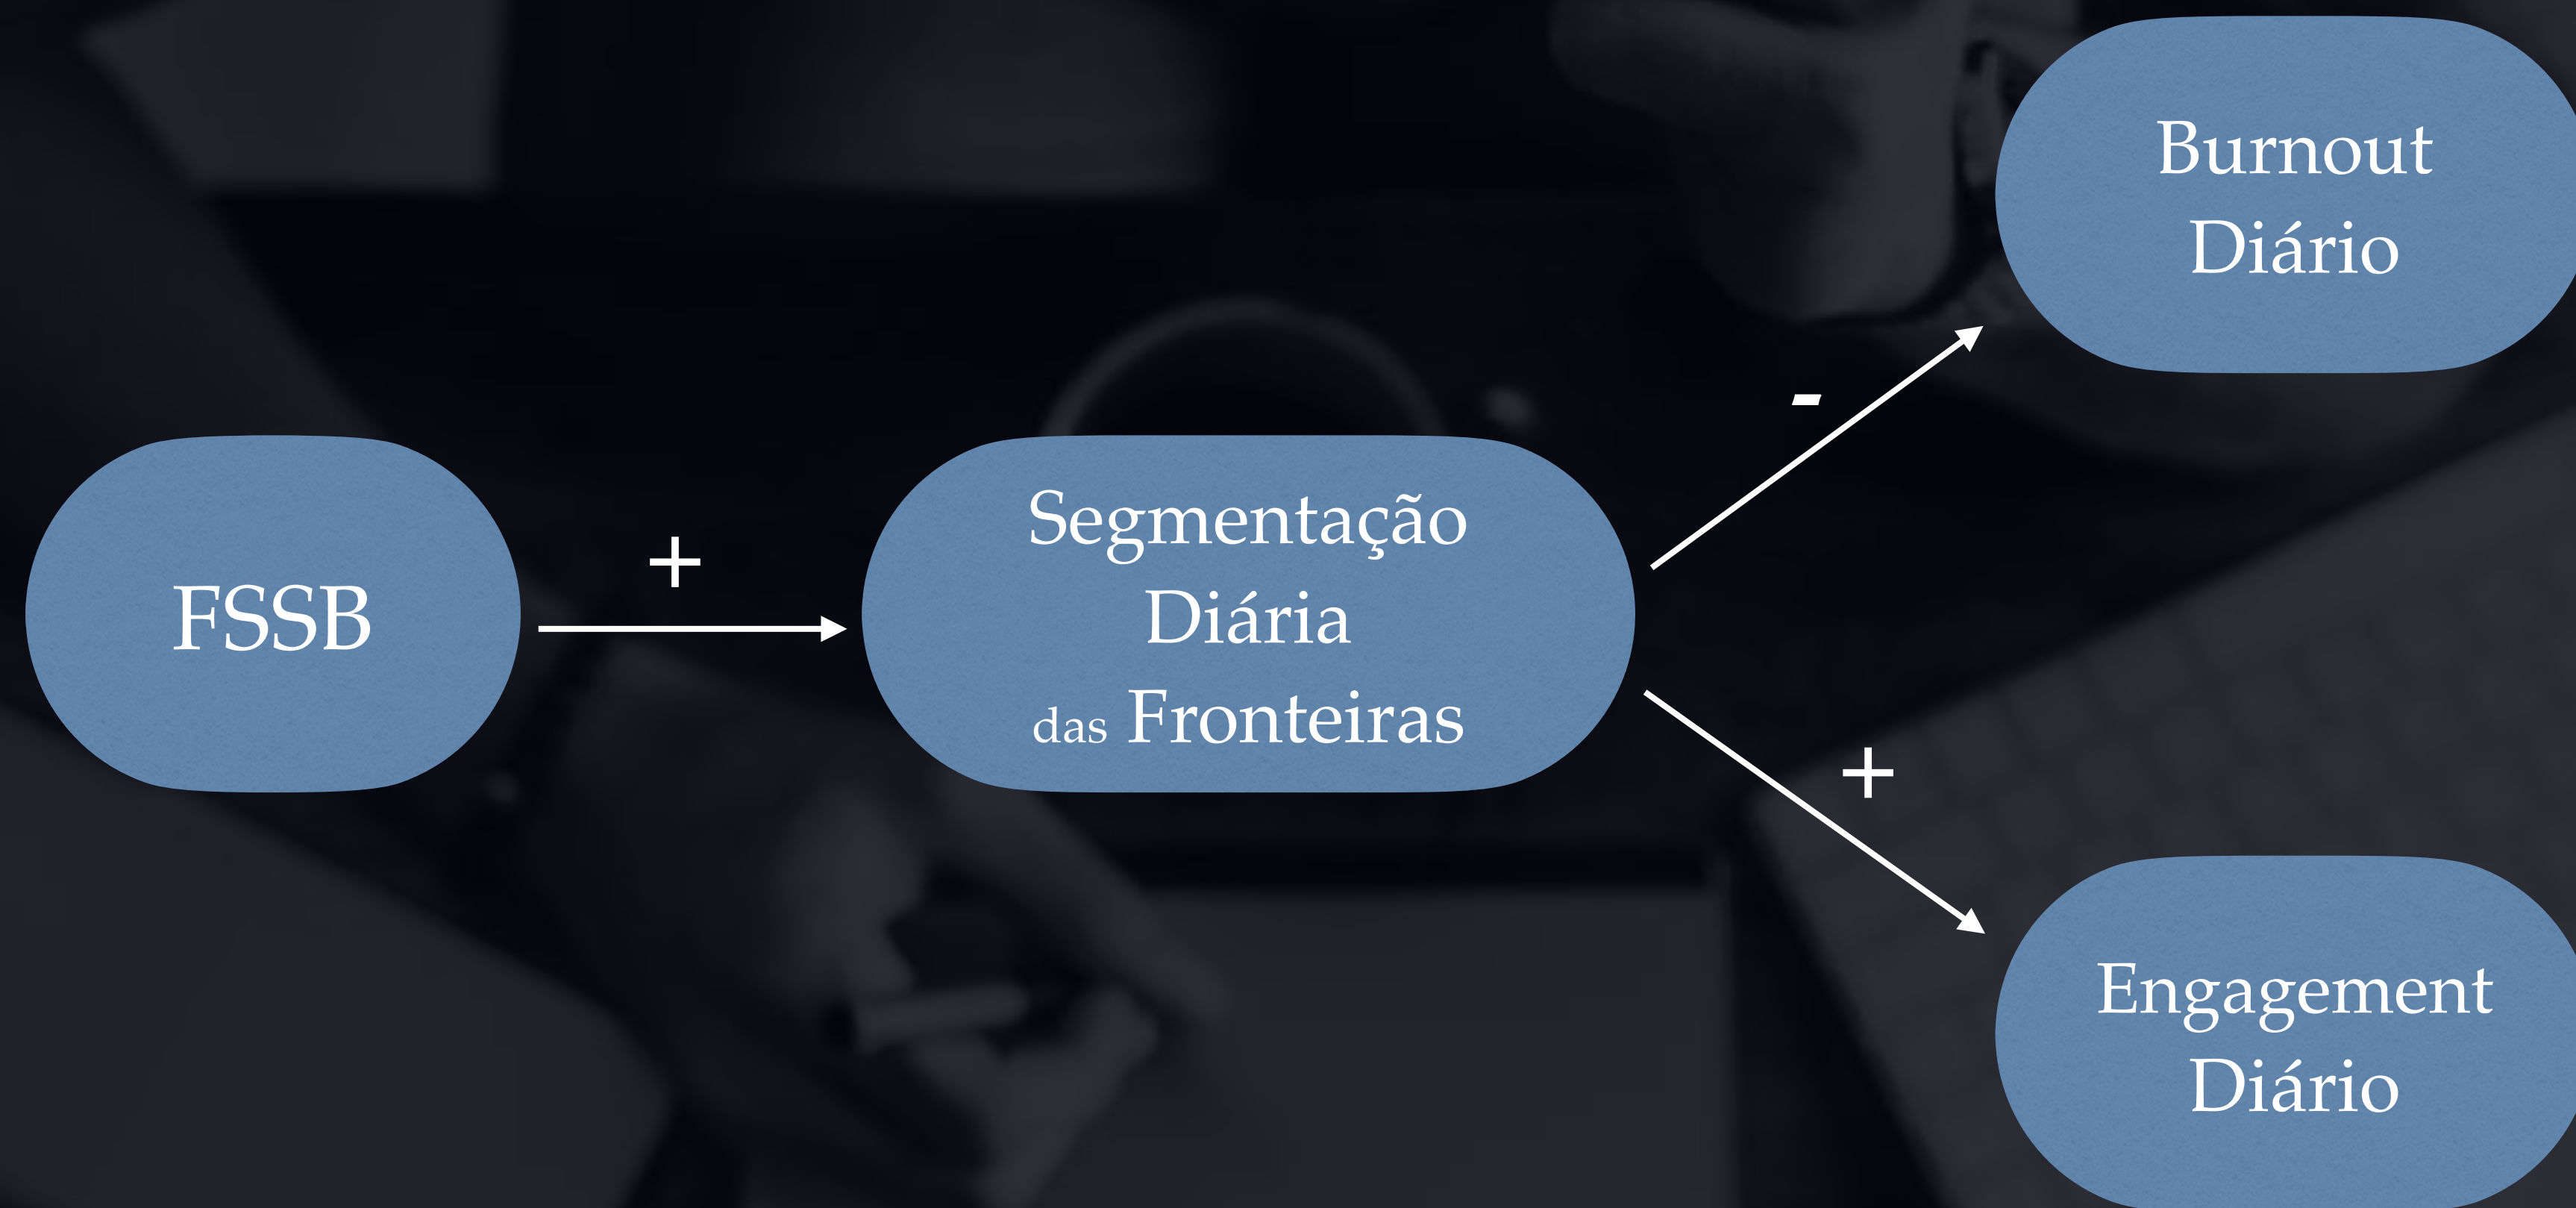 Burnout
Diário
-
FSSB
+
Segmentação
Diária
das Fronteiras
+
Engagement
Diário